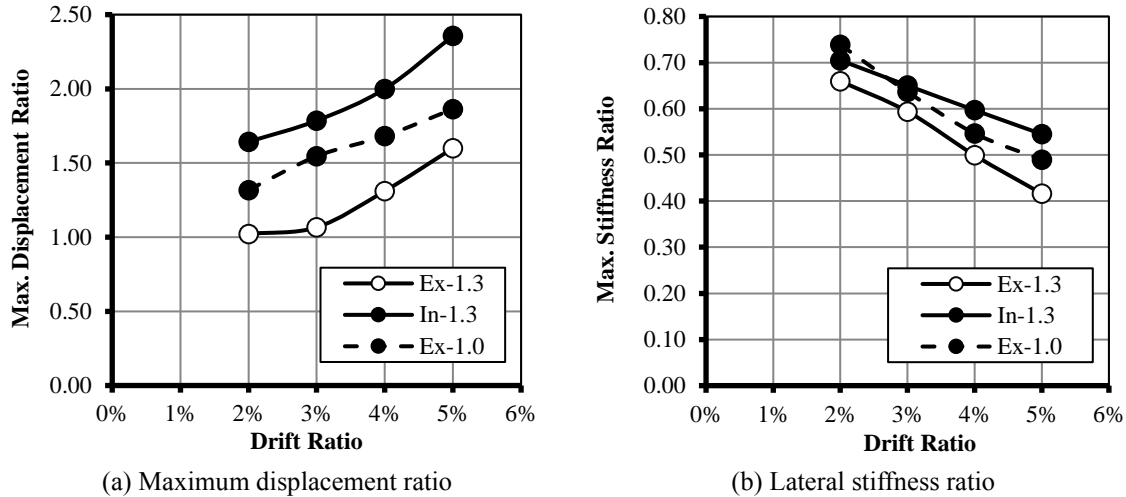 2.50
2.00
1.50
1.00
0.50
0.00
Max. Displacement Ratio
Ex-1.3
In-1.3
Ex-1.0
0% 1% 2% 3% 4% 5% 6%
Drift Ratio
(a) Maximum displacement ratio
0.80
0.70
0.60
0.50
0.40
0.30
0.20
0.10
0.00
Max. Stiffness Ratio
Ex-1.3
In-1.3
Ex-1.0
0% 1% 2% 3% 4% 5% 6%
Drift Ratio
(b) Lateral stiffness ratio